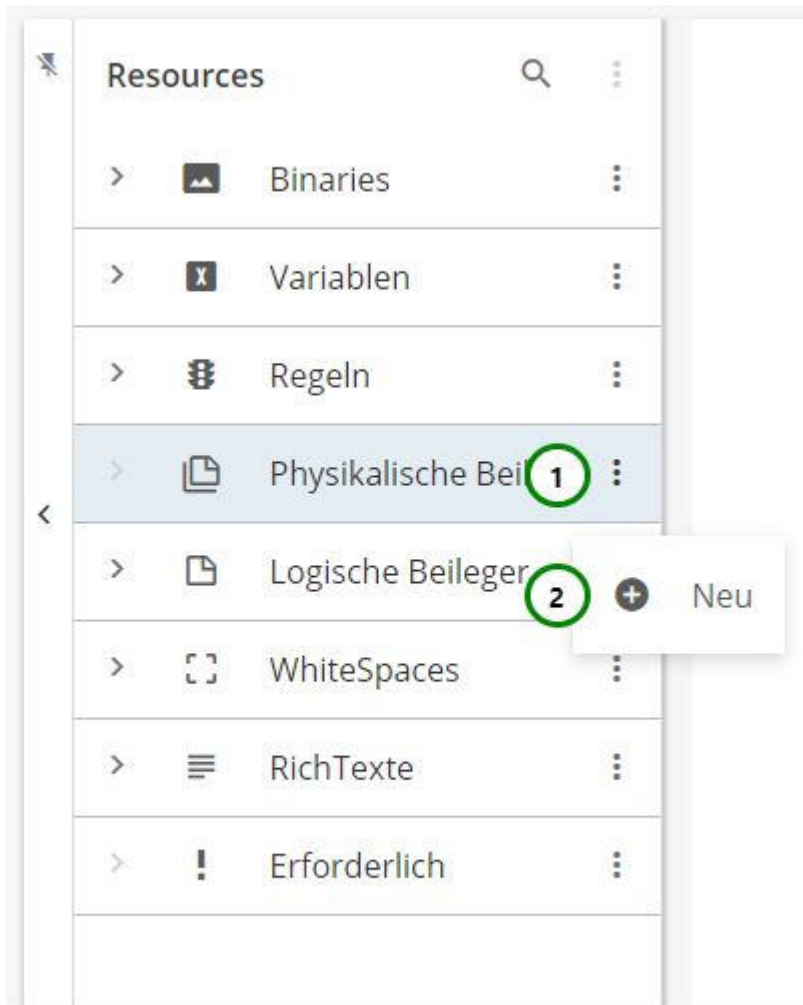 Resources
Binaries
Variablen
Regeln
Physikalische Bei 1
Logische Beileger
2 Neu
WhiteSpaces
RichTexte
Erforderlich